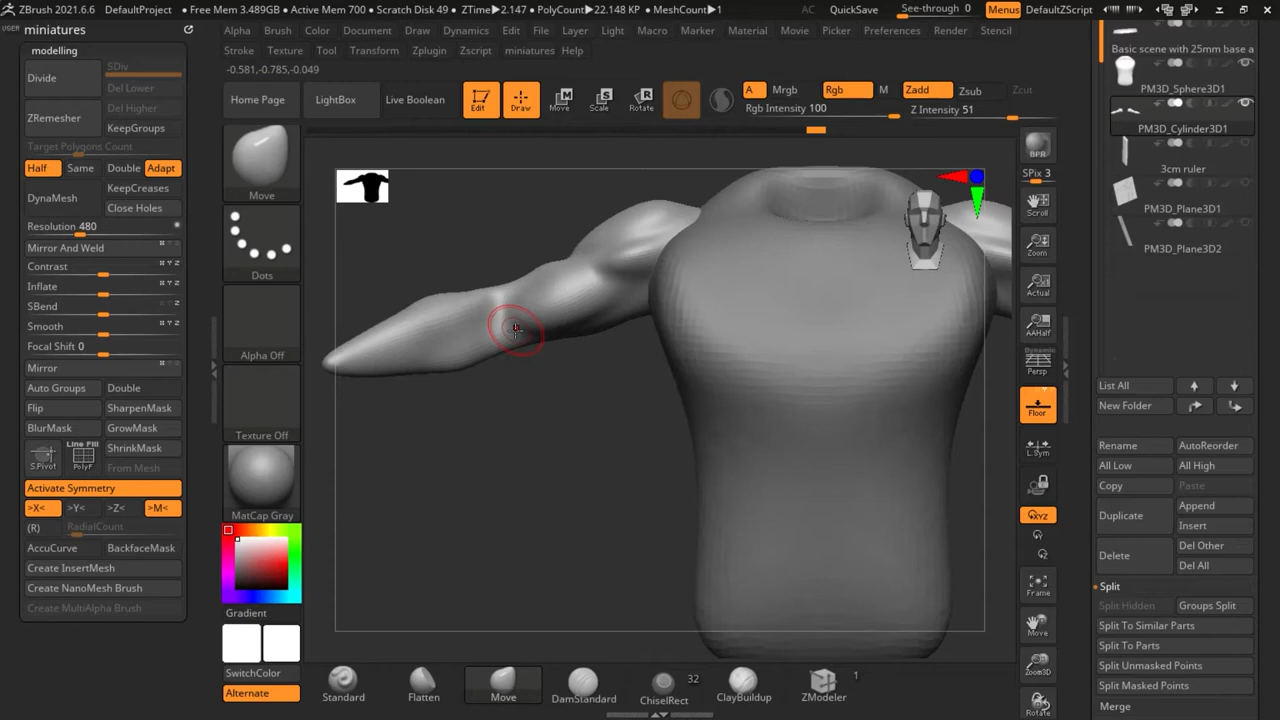 ZBrush 2021.6.6 DefaultProject • Free Mem 3.489GB • Active Mem 700 • Scratch Disk 49 • ZTime▶2.147 • PolyCount▶22.148 KP • MeshCount▶1 AC QuickSave See-through 0 Menus DefaultZScript
USER miniatures
Alpha Brush Color Document Draw Dynamics Edit File Layer Light Macro Marker Material Movie Picker Preferences Render Stencil
Stroke Texture Tool Transform Zplugin Zscript miniatures Help
-0.581,-0.785,-0.049
Home Page LightBox Live Boolean Edit Draw Move Scale Rotate A Mrgb Rgb M Zadd Zsub Zcut
Rgb Intensity 100 Z Intensity 51
modelling
Divide SDiv
Del Lower
ZRemesher Del Higher
KeepGroups
Target Polygons Count
Half Same Double Adapt
DynaMesh KeepCreases
Close Holes
Resolution 480
Mirror And Weld
Contrast x Y z
Inflate x Y z
SBend x Y z
Smooth x Y z
Focal Shift 0
Mirror
Auto Groups Double
Flip SharpenMask
BlurMask GrowMask
S.Pivot Line Fill PolyF ShrinkMask
From Mesh
Activate Symmetry
>X< >Y< >Z< >M<
(R) RadialCount
AccuCurve BackfaceMask
Create InsertMesh
Create NanoMesh Brush
Create MultiAlpha Brush
Move
Dots
Alpha Off
Texture Off
MatCap Gray
Gradient
SwitchColor
Alternate
Standard Flatten Move DamStandard ChiselRect 32 ClayBuildup ZModeler 1
BPR
SPix 3
Scroll
Zoom
Actual
AAHalf
Dynamic
Persp
Floor
L.Sym
XYZ
Y
Z
Frame
Move
Zoom3D
Rotate
Basic scene with 25mm base a
PM3D_Sphere3D1
PM3D_Cylinder3D1
3cm ruler
PM3D_Plane3D1
PM3D_Plane3D2
List All
New Folder
Rename AutoReorder
All Low All High
Copy Paste
Duplicate Append
Insert
Delete Del Other
Del All
Split
Split Hidden Groups Split
Split To Similar Parts
Split To Parts
Split Unmasked Points
Split Masked Points
Merge